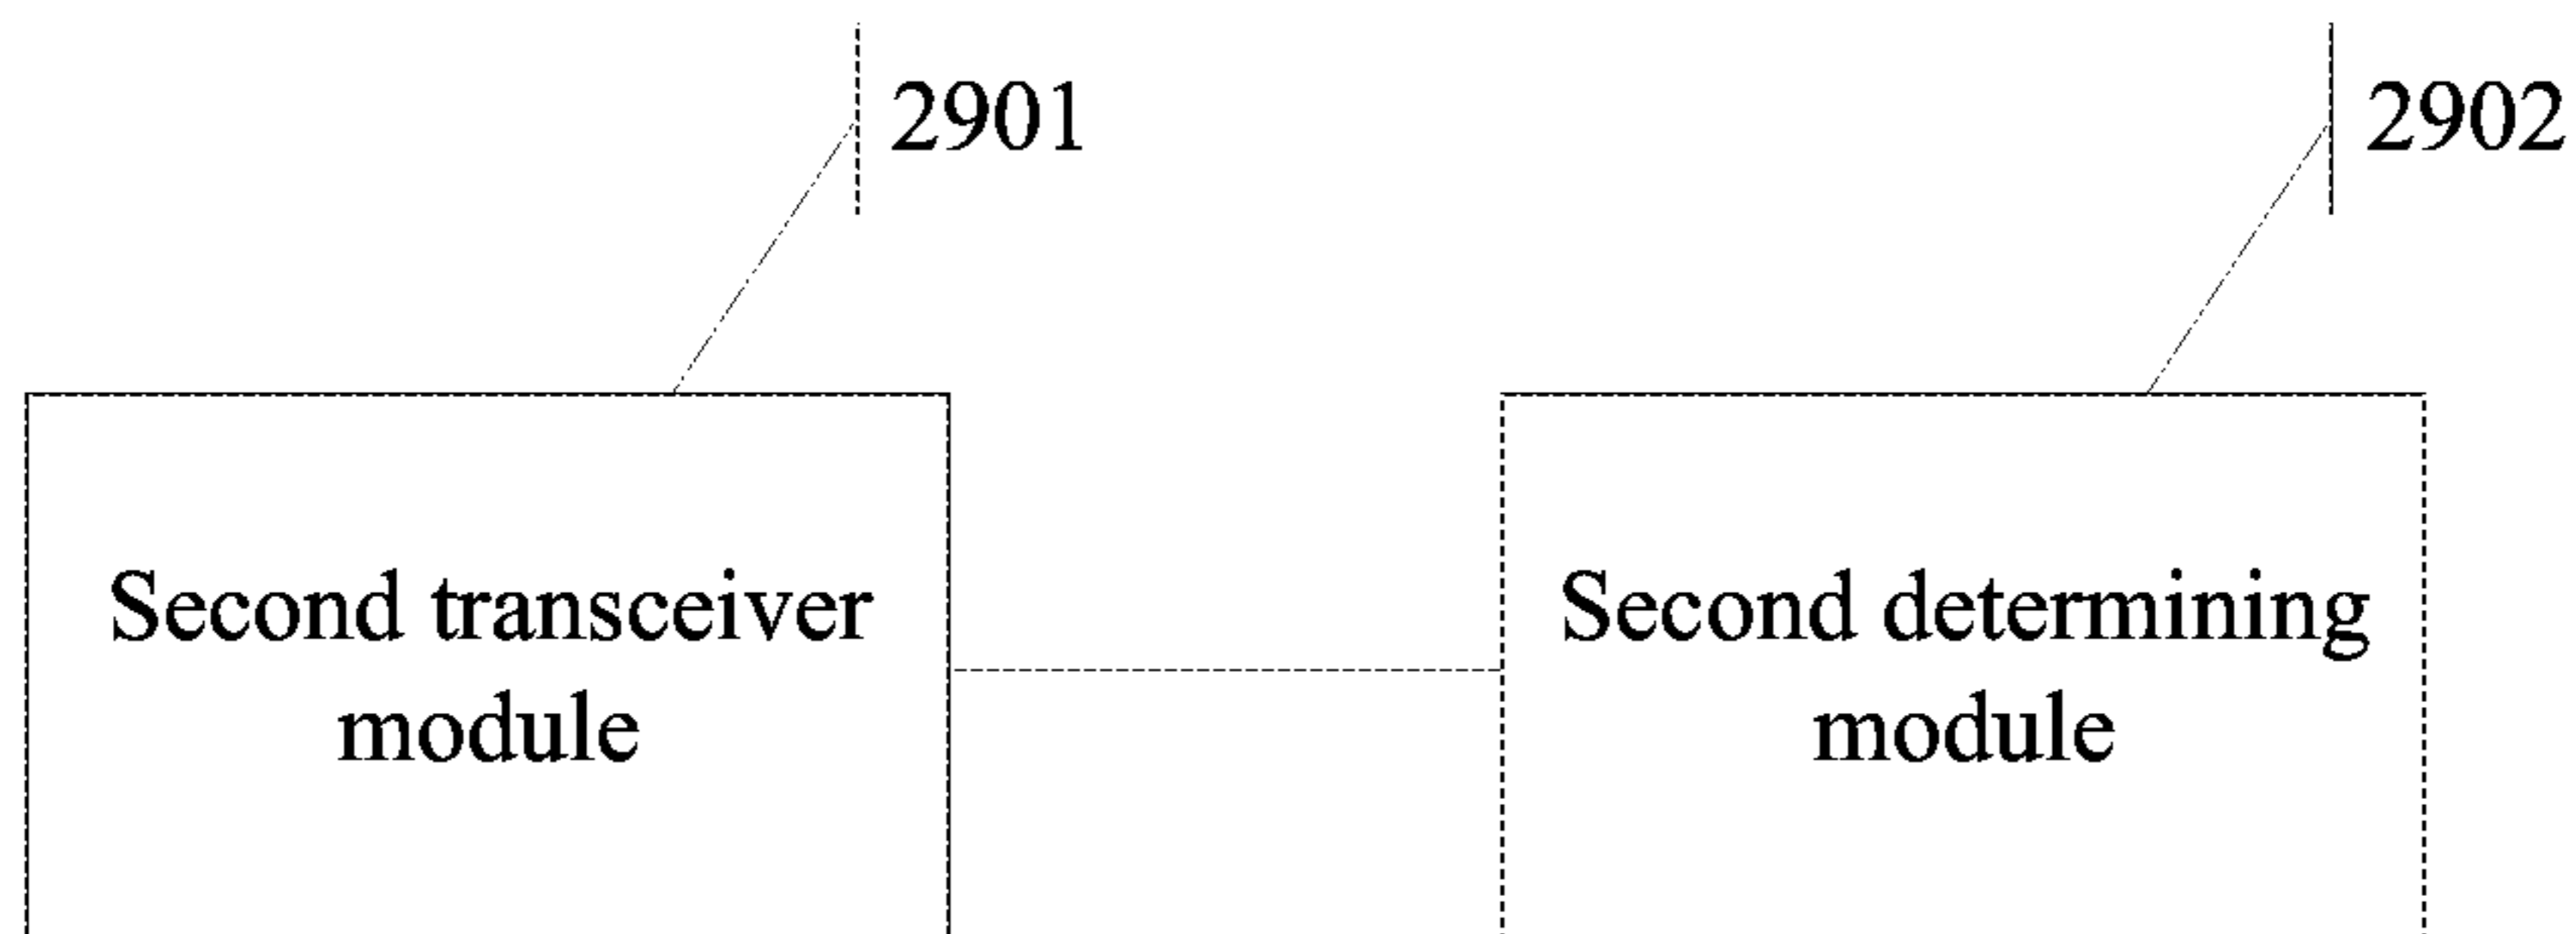 2901
2902
Second transceiver
module
Second determining
module